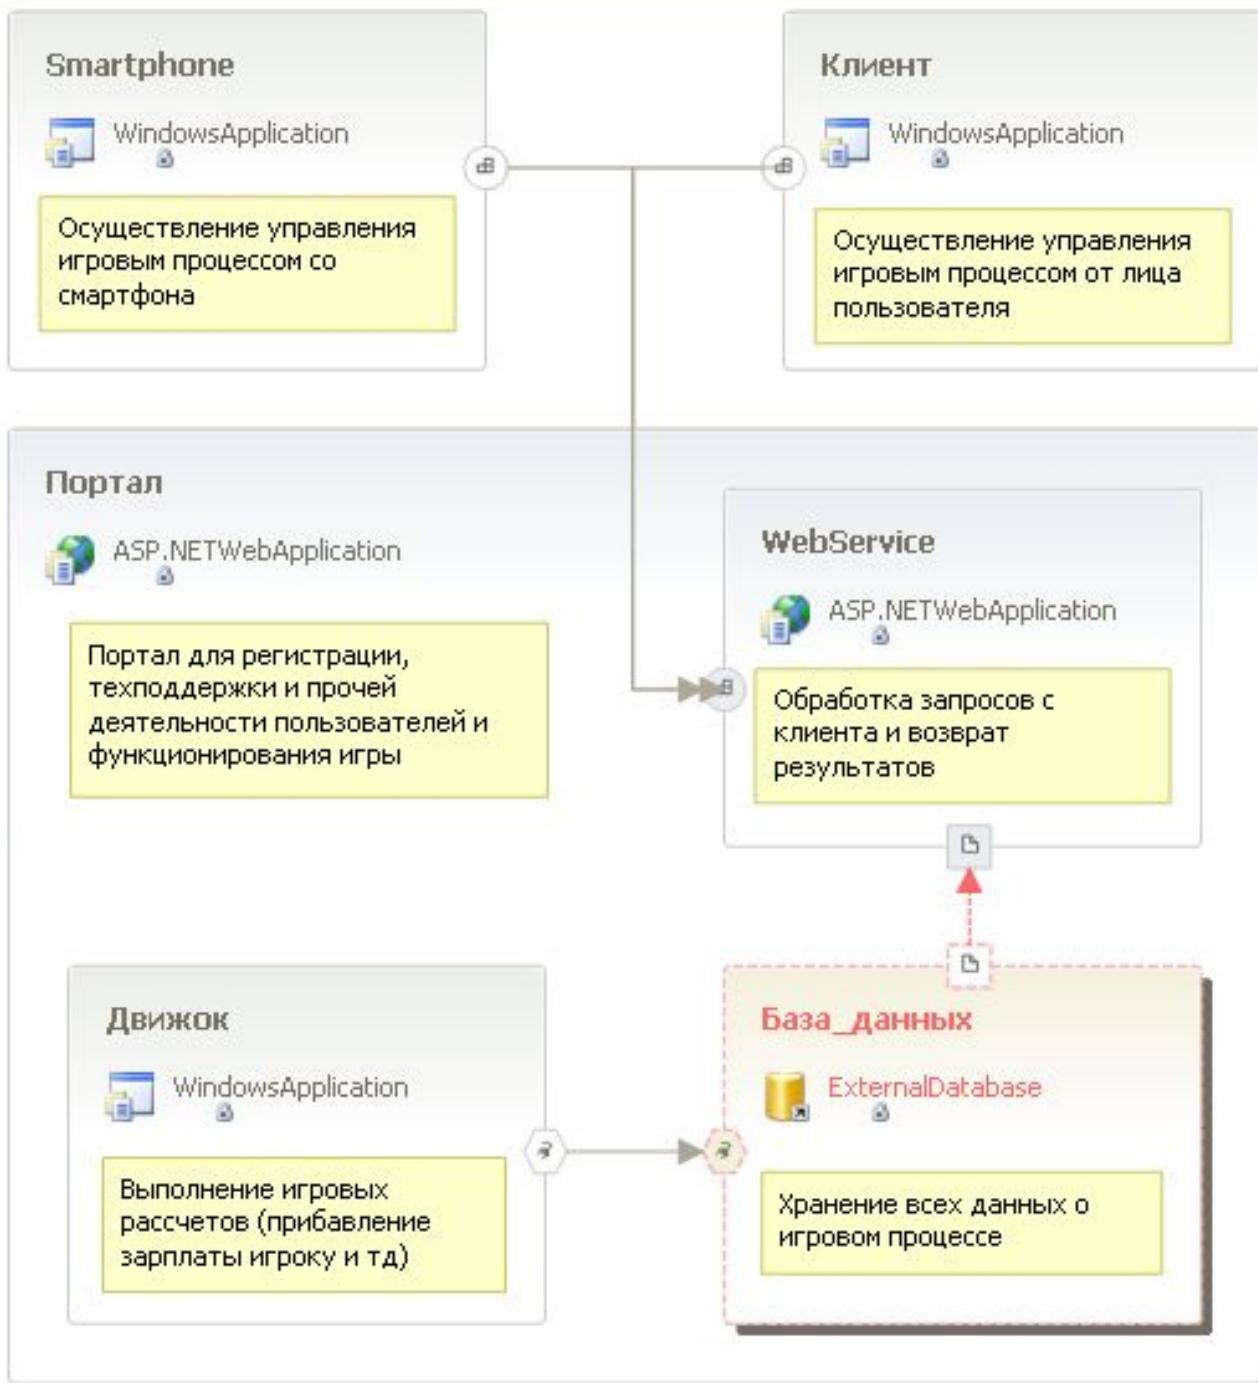 Smartphone
WindowsApplication
Осуществление управления
игровым процессом со
смартфона
Клиент
WindowsApplication
Осуществление управления
игровым процессом от лица
пользователя
Портал
ASP.NETWebApplication
Портал для регистрации,
техподдержки и прочей
деятельности пользователей и
функционирования игры
WebService
ASP.NETWebApplication
Обработка запросов с
клиента и возврат
результатов
Движок
WindowsApplication
Выполнение игровых
рассчетов (прибавление
зарплаты игроку и тд)
База_данных
ExternalDatabase
Хранение всех данных о
игровом процессе